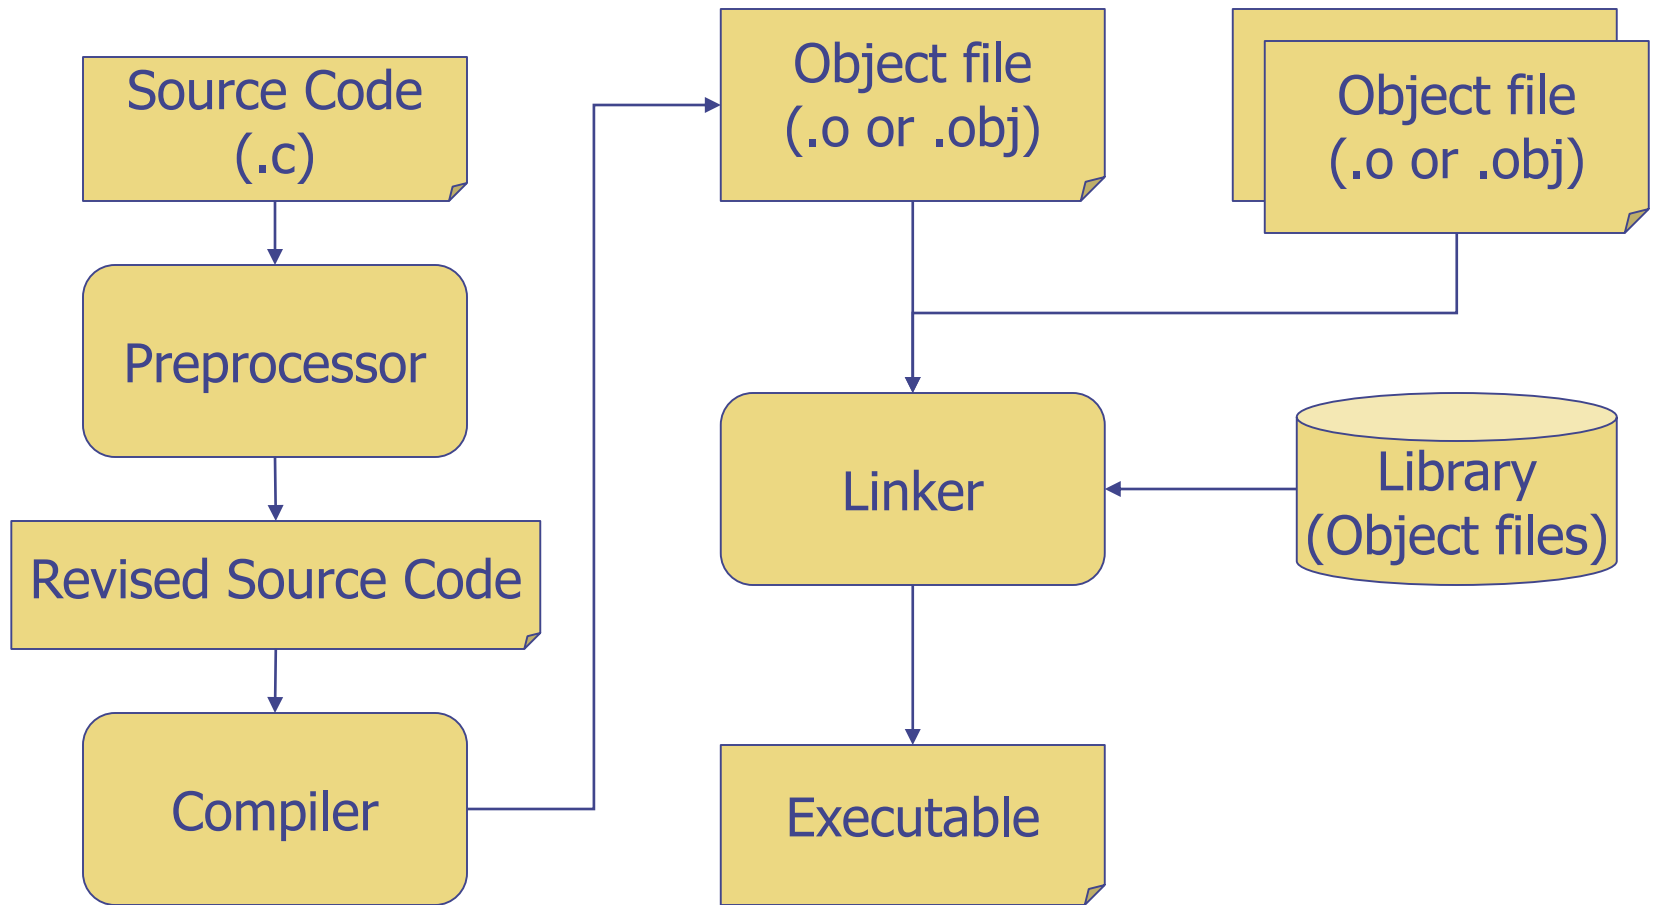 Source Code
(.c)
Preprocessor
Revised Source Code
Compiler
Object file
(.o or .obj)
Object file
(.o or .obj)
Linker
Library
(Object files)
Executable